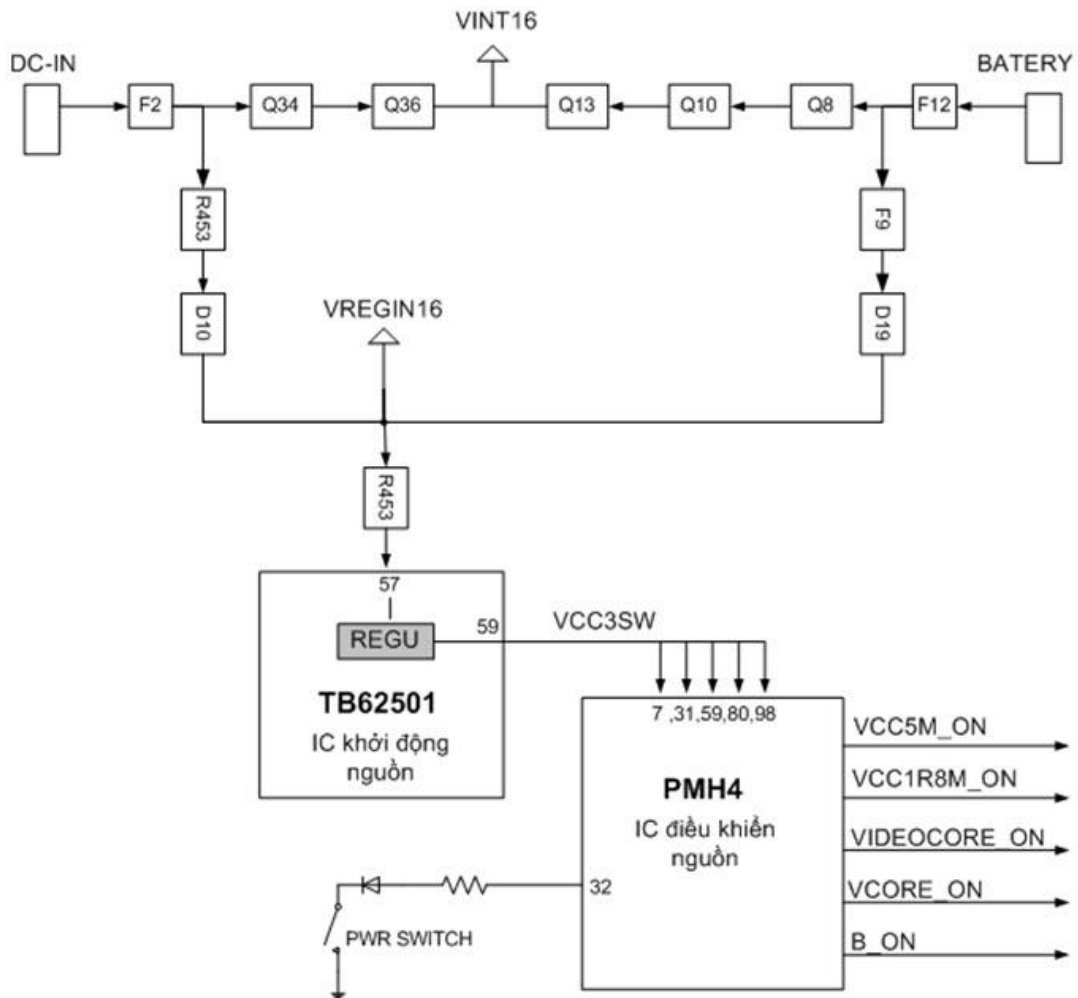 VINT16
DC-IN
BATERY
F2
Q34
Q36
Q13
Q10
Q8
F12
R453
F9
D10
D19
VREGIN16
R453
57
REGU
59
VCC3SW
TB62501
IC khởi động
nguồn
7 ,31,59,80,98
PMH4
IC điều khiển
nguồn
32
PWR SWITCH
VCC5M_ON
VCC1R8M_ON
VIDEOCORE_ON
VCORE_ON
B_ON